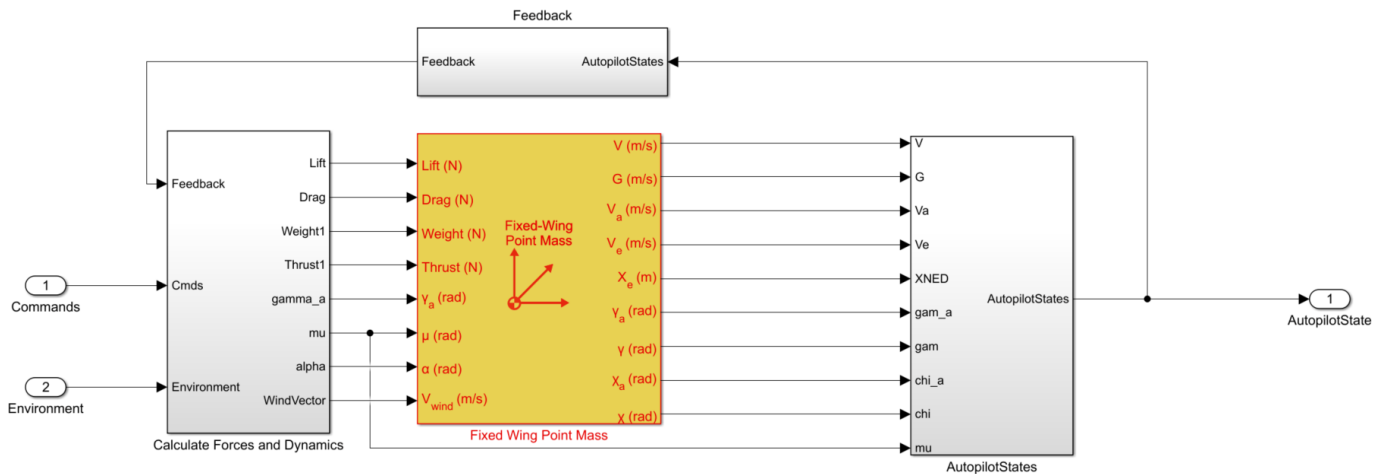 Feedback
Feedback
AutopilotStates
Feedback
Cmds
Environment
Lift
Drag
Weight1
Thrust1
gamma_a
mu
alpha
WindVector
Calculate Forces and Dynamics
1
Commands
2
Environment
Lift (N)
Drag (N)
Weight (N)
Thrust (N)
γa (rad)
μ (rad)
α (rad)
Vwind (m/s)
Fixed-Wing
Point Mass
V (m/s)
G (m/s)
Va (m/s)
Ve (m/s)
Xe (m)
γa (rad)
γ (rad)
χa (rad)
χ (rad)
Fixed Wing Point Mass
V
G
Va
Ve
XNED
gam_a
gam
chi_a
chi
mu
AutopilotStates
AutopilotStates
1
AutopilotState